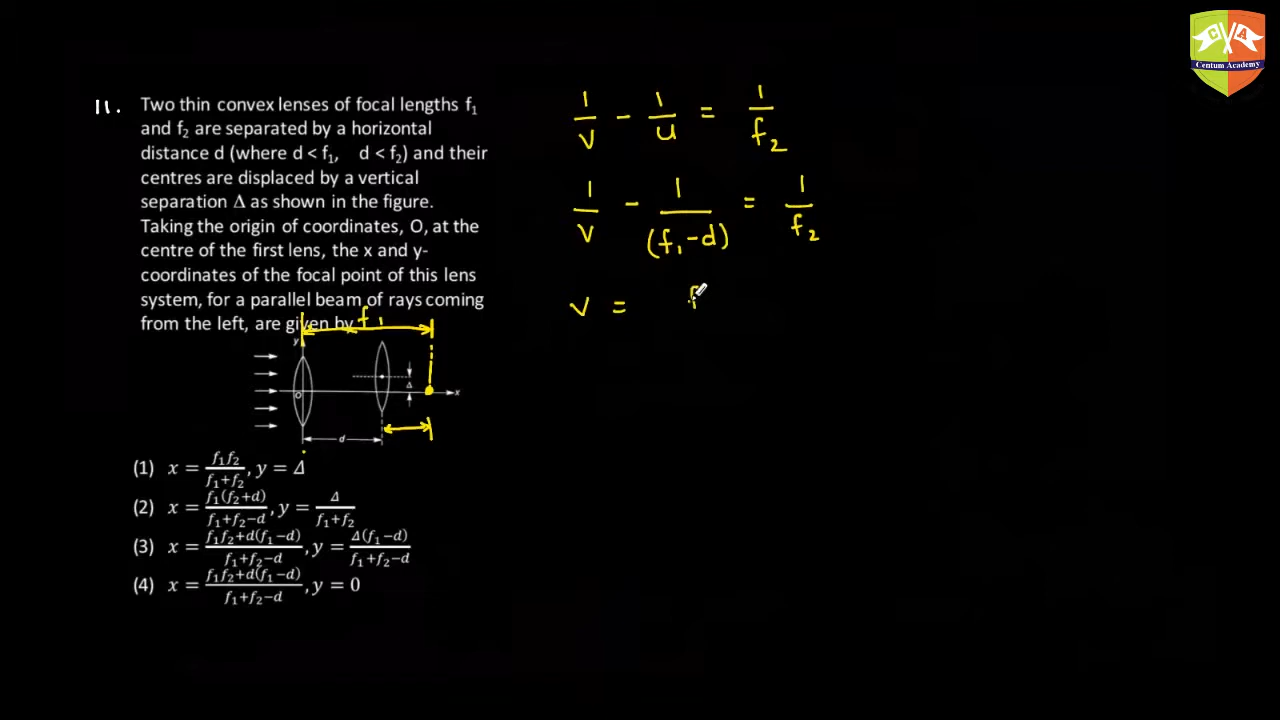 C A
Centum Academy
11. Two thin convex lenses of focal lengths f₁
and f₂ are separated by a horizontal
distance d (where d < f₁, d < f₂) and their
centres are displaced by a vertical
separation Δ as shown in the figure.
Taking the origin of coordinates, O, at the
centre of the first lens, the x and y-
coordinates of the focal point of this lens
system, for a parallel beam of rays coming
from the left, are given by
f₁
y
O
Δ
x
d
(1) x = f₁f₂/(f₁+f₂), y = Δ
(2) x = f₁(f₂+d)/(f₁+f₂−d), y = Δ/(f₁+f₂)
(3) x = (f₁f₂+d(f₁−d))/(f₁+f₂−d), y = Δ(f₁−d)/(f₁+f₂−d)
(4) x = (f₁f₂+d(f₁−d))/(f₁+f₂−d), y = 0
1/v − 1/u = 1/f₂
1/v − 1/(f₁−d) = 1/f₂
v = f